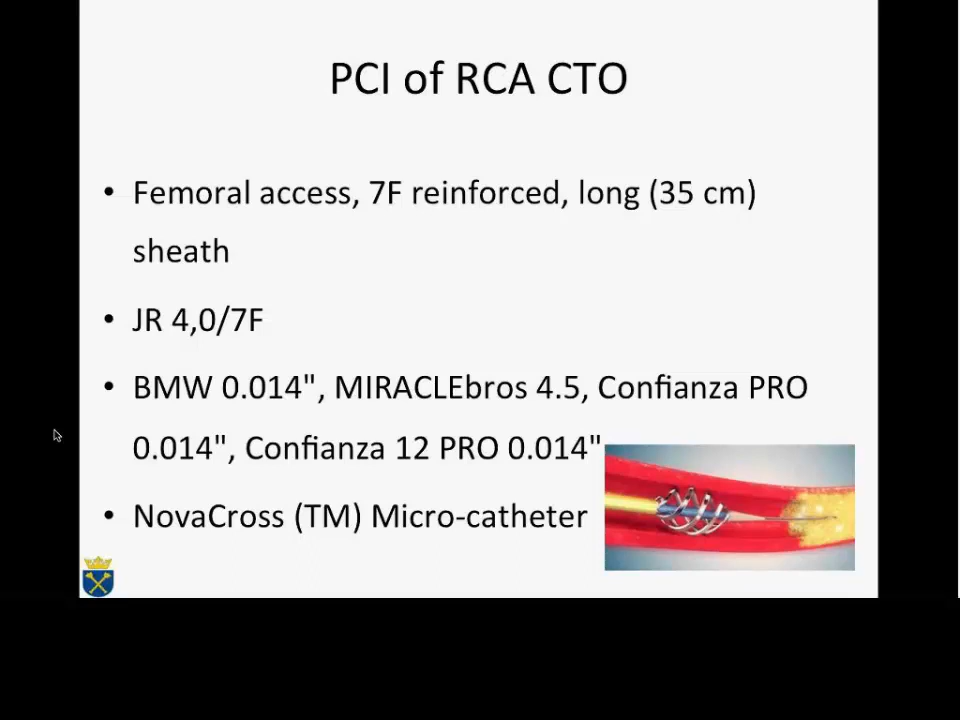 PCI of RCA CTO
• Femoral access, 7F reinforced, long (35 cm)
sheath
• JR 4,0/7F
• BMW 0.014", MIRACLEbros 4.5, Confianza PRO
0.014", Confianza 12 PRO 0.014"
• NovaCross (TM) Micro-catheter